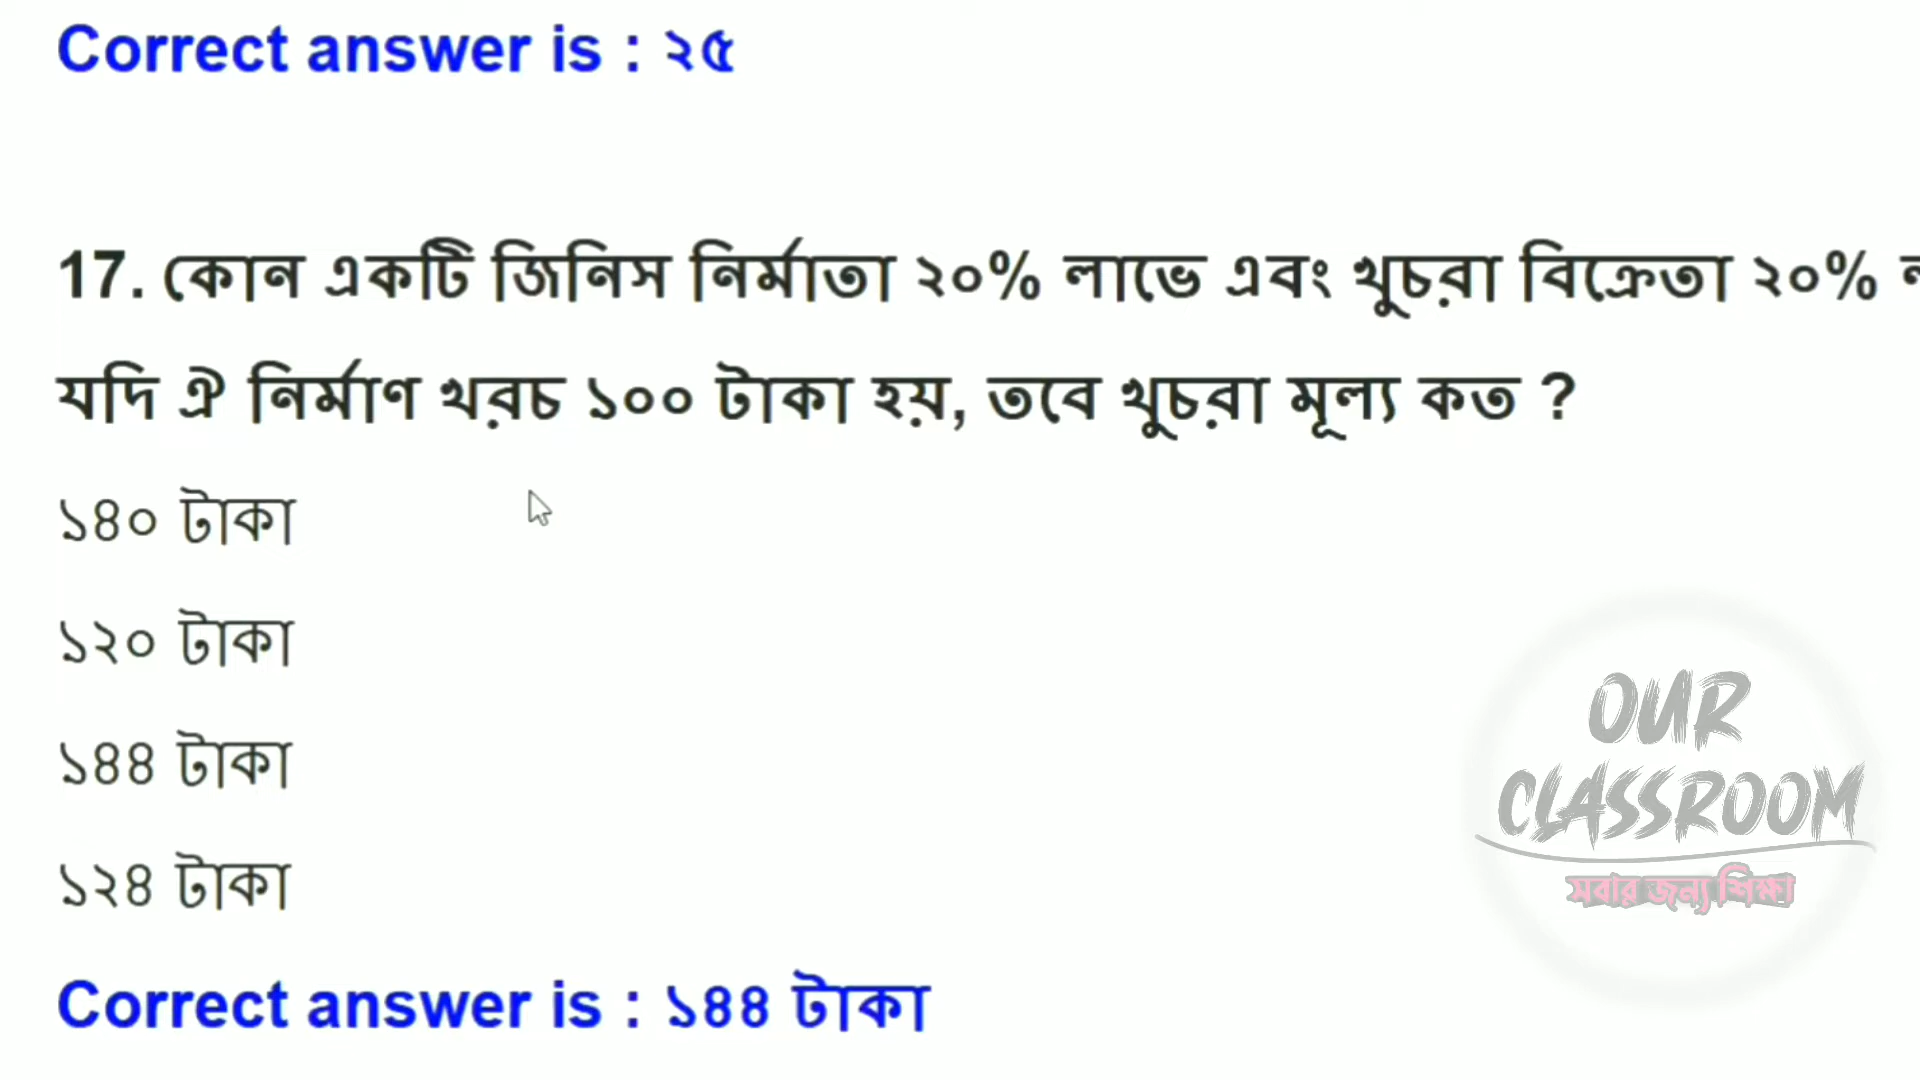 Correct answer is : ২৫
17. কোন একটি জিনিস নির্মাতা ২০% লাভে এবং খুচরা বিক্রেতা ২০%
যদি ঐ নির্মাণ খরচ ১০০ টাকা হয়, তবে খুচরা মূল্য কত ?
১৪০ টাকা
১২০ টাকা
১৪৪ টাকা
১২৪ টাকা
Correct answer is : ১৪৪ টাকা
OUR
CLASSROOM
সবার জন্য শিক্ষা